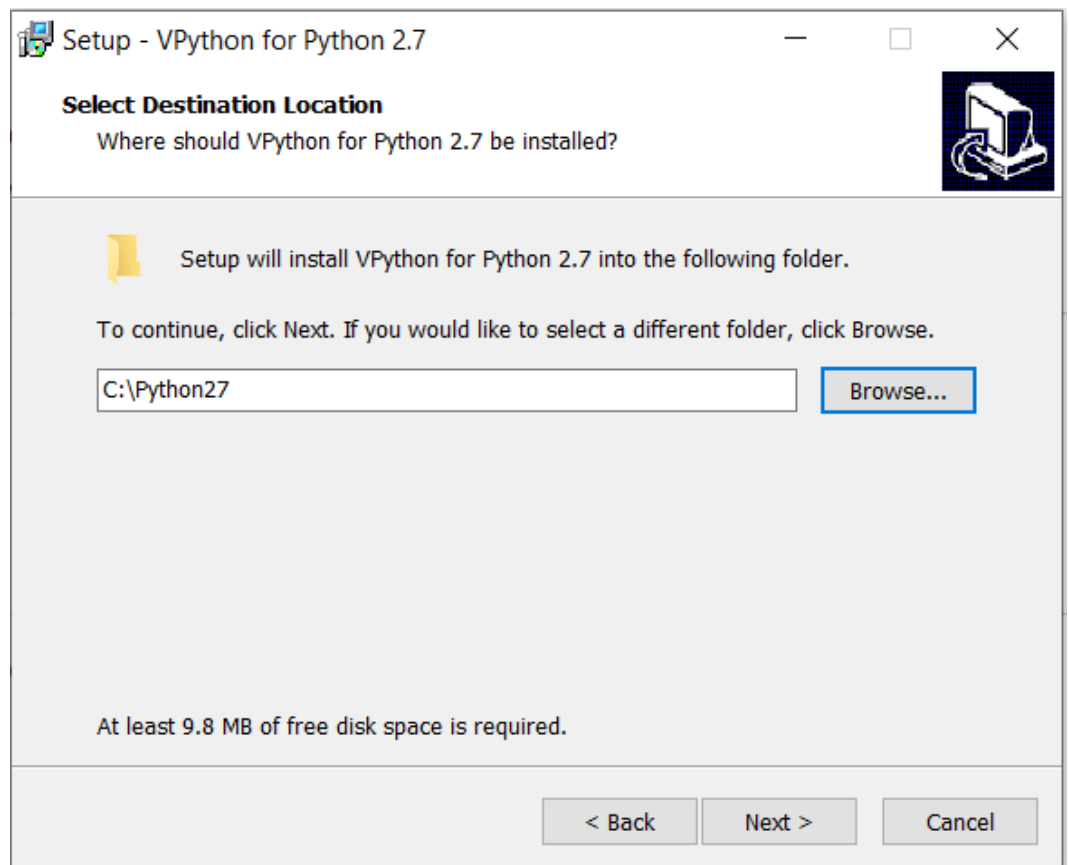 Setup - VPython for Python 2.7
Select Destination Location
Where should VPython for Python 2.7 be installed?
Setup will install VPython for Python 2.7 into the following folder.
To continue, click Next. If you would like to select a different folder, click Browse.
C:\Python27
Browse...
At least 9.8 MB of free disk space is required.
< Back
Next >
Cancel